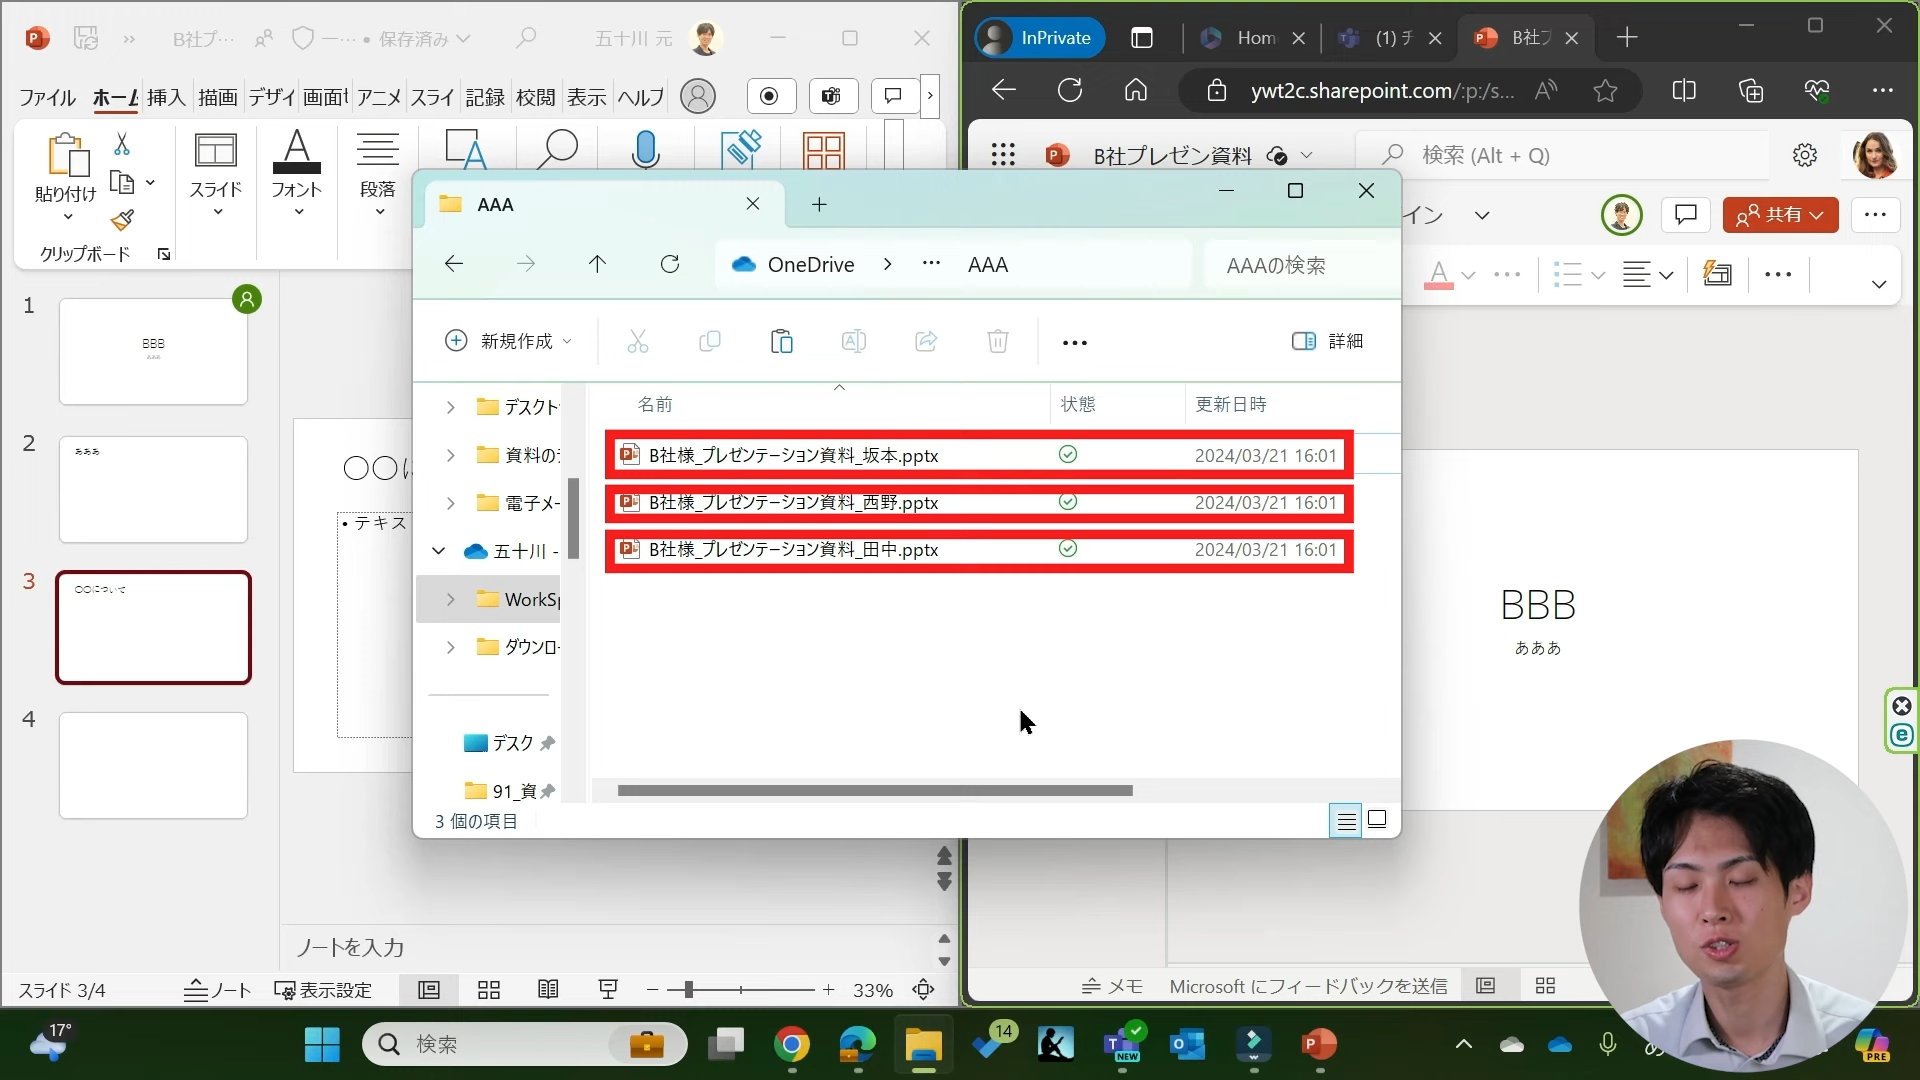 B社プ…
一… • 保存済み
五十川 元
ファイル ホーム 挿入 描画 デザイ 画面 アニメ スライ 記録 校閲 表示 ヘルプ
貼り付け
スライド
フォント
段落
クリップボード
1
BBB
2
あああ
3
〇〇について
4
• テキス
ノートを入力
スライド 3/4
ノート
表示設定
33%
AAA
OneDrive > … AAA
AAAの検索
新規作成
詳細
名前
状態
更新日時
B社様_プレゼンテーション資料_坂本.pptx
2024/03/21 16:01
B社様_プレゼンテーション資料_西野.pptx
2024/03/21 16:01
B社様_プレゼンテーション資料_田中.pptx
2024/03/21 16:01
資料の
電子メー
五十川 -
WorkSp
ダウンロ
デスク
91_資
3 個の項目
InPrivate
Hom
(1) チ
B社プ
ywt2c.sharepoint.com/:p:/s...
B社プレゼン資料
検索 (Alt + Q)
イン
共有
BBB
あああ
メモ
Microsoft にフィードバックを送信
17°
検索
14
NEW
PRE